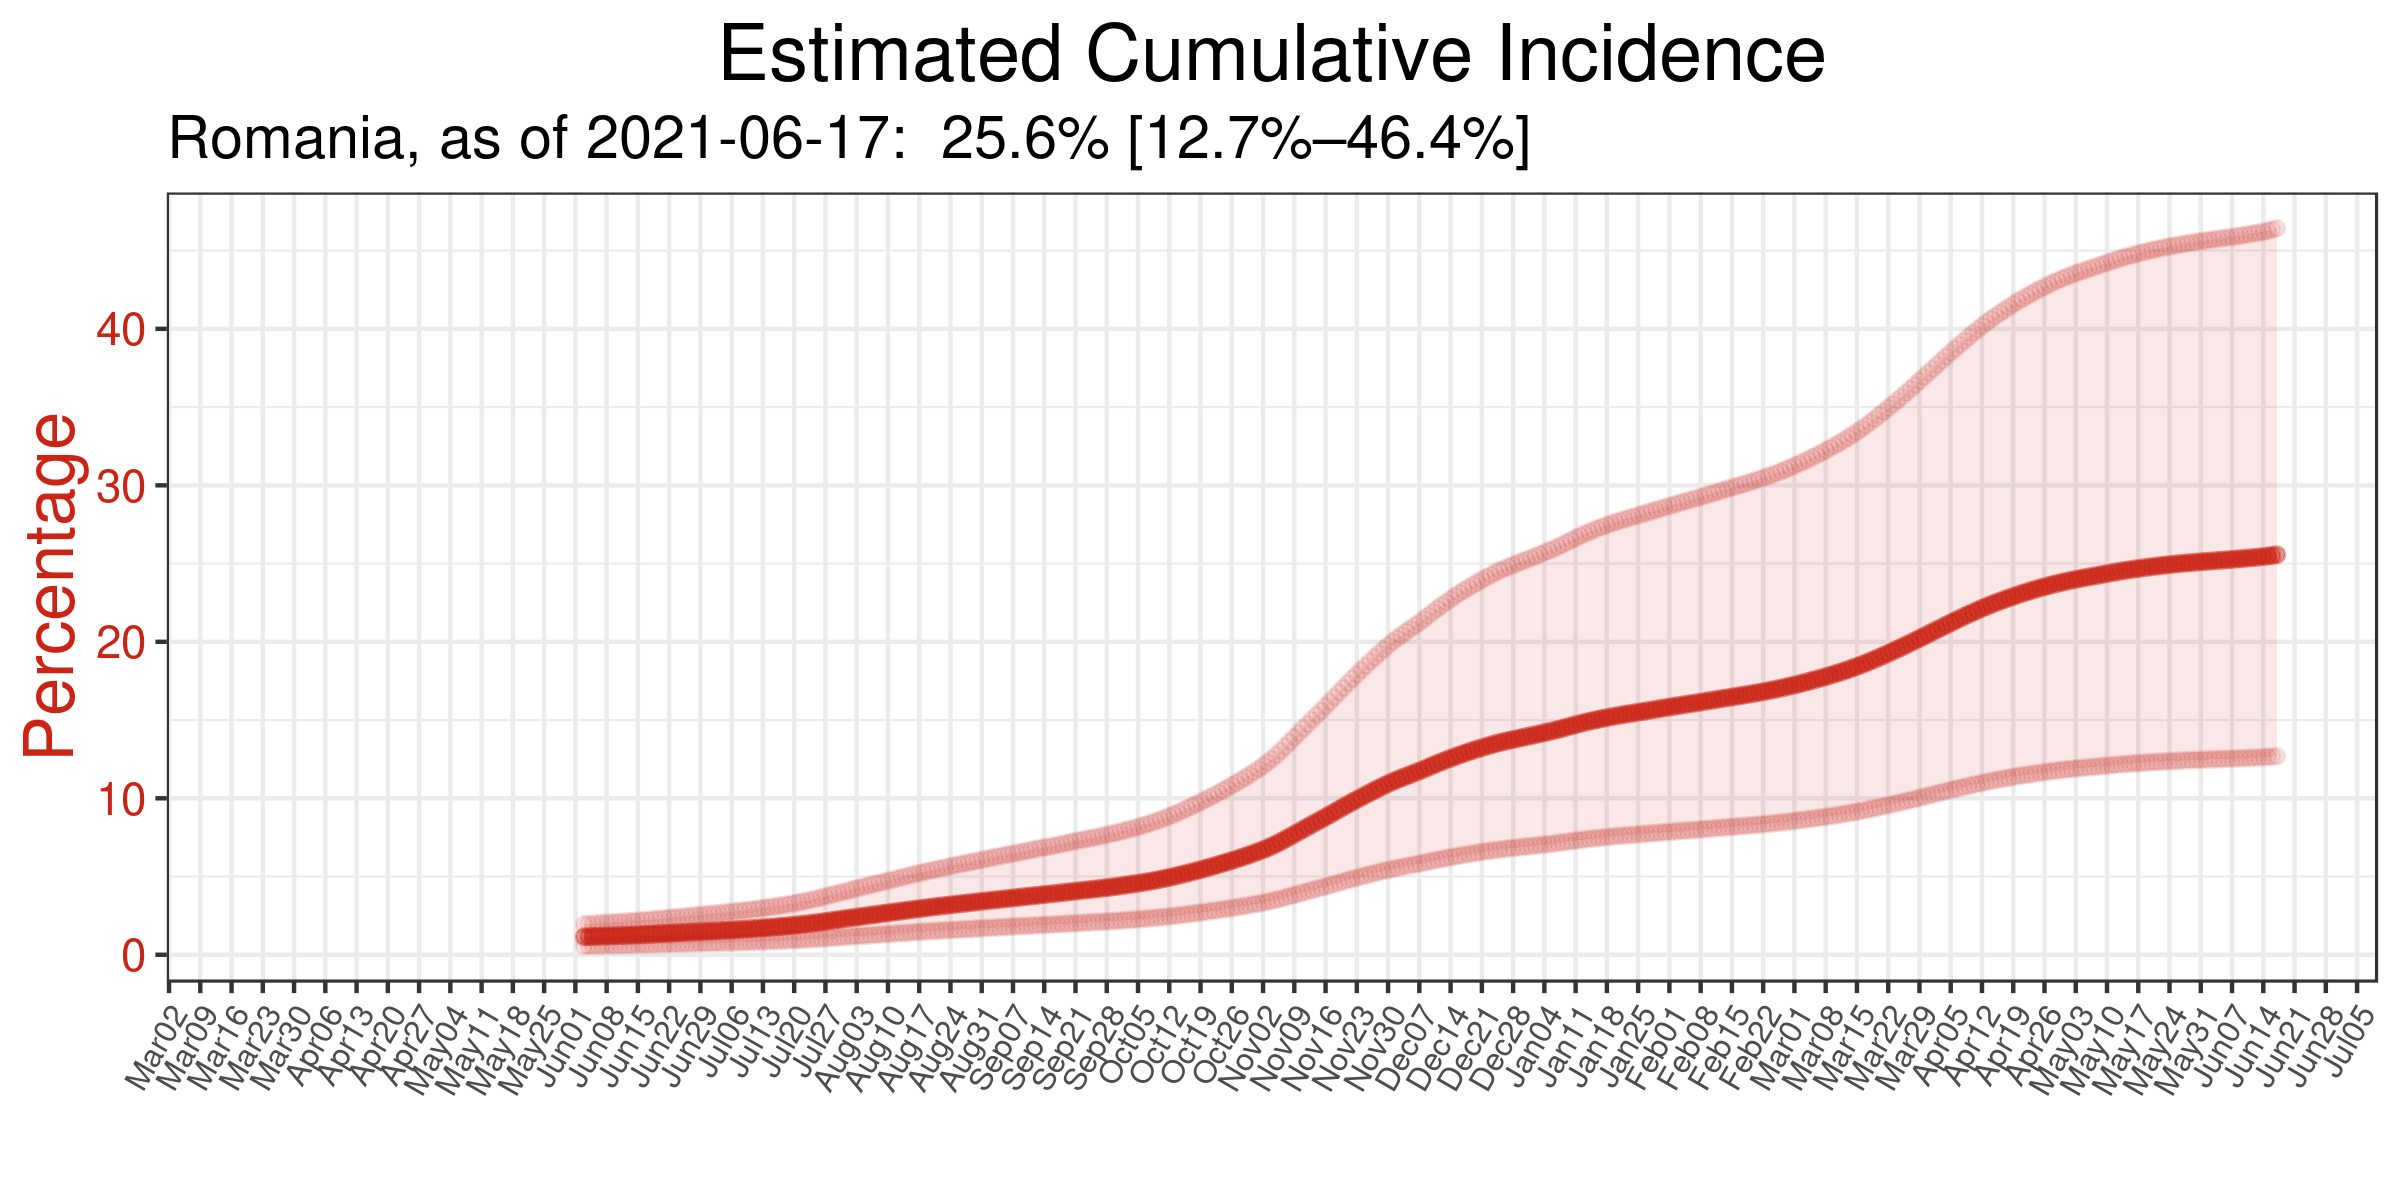 Estimated Cumulative Incidence
Romania, as of 2021-06-17:  25.6% [12.7%–46.4%]
Percentage
40
30
20
10
0
Mar02
Mar09
Mar16
Mar23
Mar30
Apr06
Apr13
Apr20
Apr27
May04
May11
May18
May25
Jun01
Jun08
Jun15
Jun22
Jun29
Jul06
Jul13
Jul20
Jul27
Aug03
Aug10
Aug17
Aug24
Aug31
Sep07
Sep14
Sep21
Sep28
Oct05
Oct12
Oct19
Oct26
Nov02
Nov09
Nov16
Nov23
Nov30
Dec07
Dec14
Dec21
Dec28
Jan04
Jan11
Jan18
Jan25
Feb01
Feb08
Feb15
Feb22
Mar01
Mar08
Mar15
Mar22
Mar29
Apr05
Apr12
Apr19
Apr26
May03
May10
May17
May24
May31
Jun07
Jun14
Jun21
Jun28
Jul05